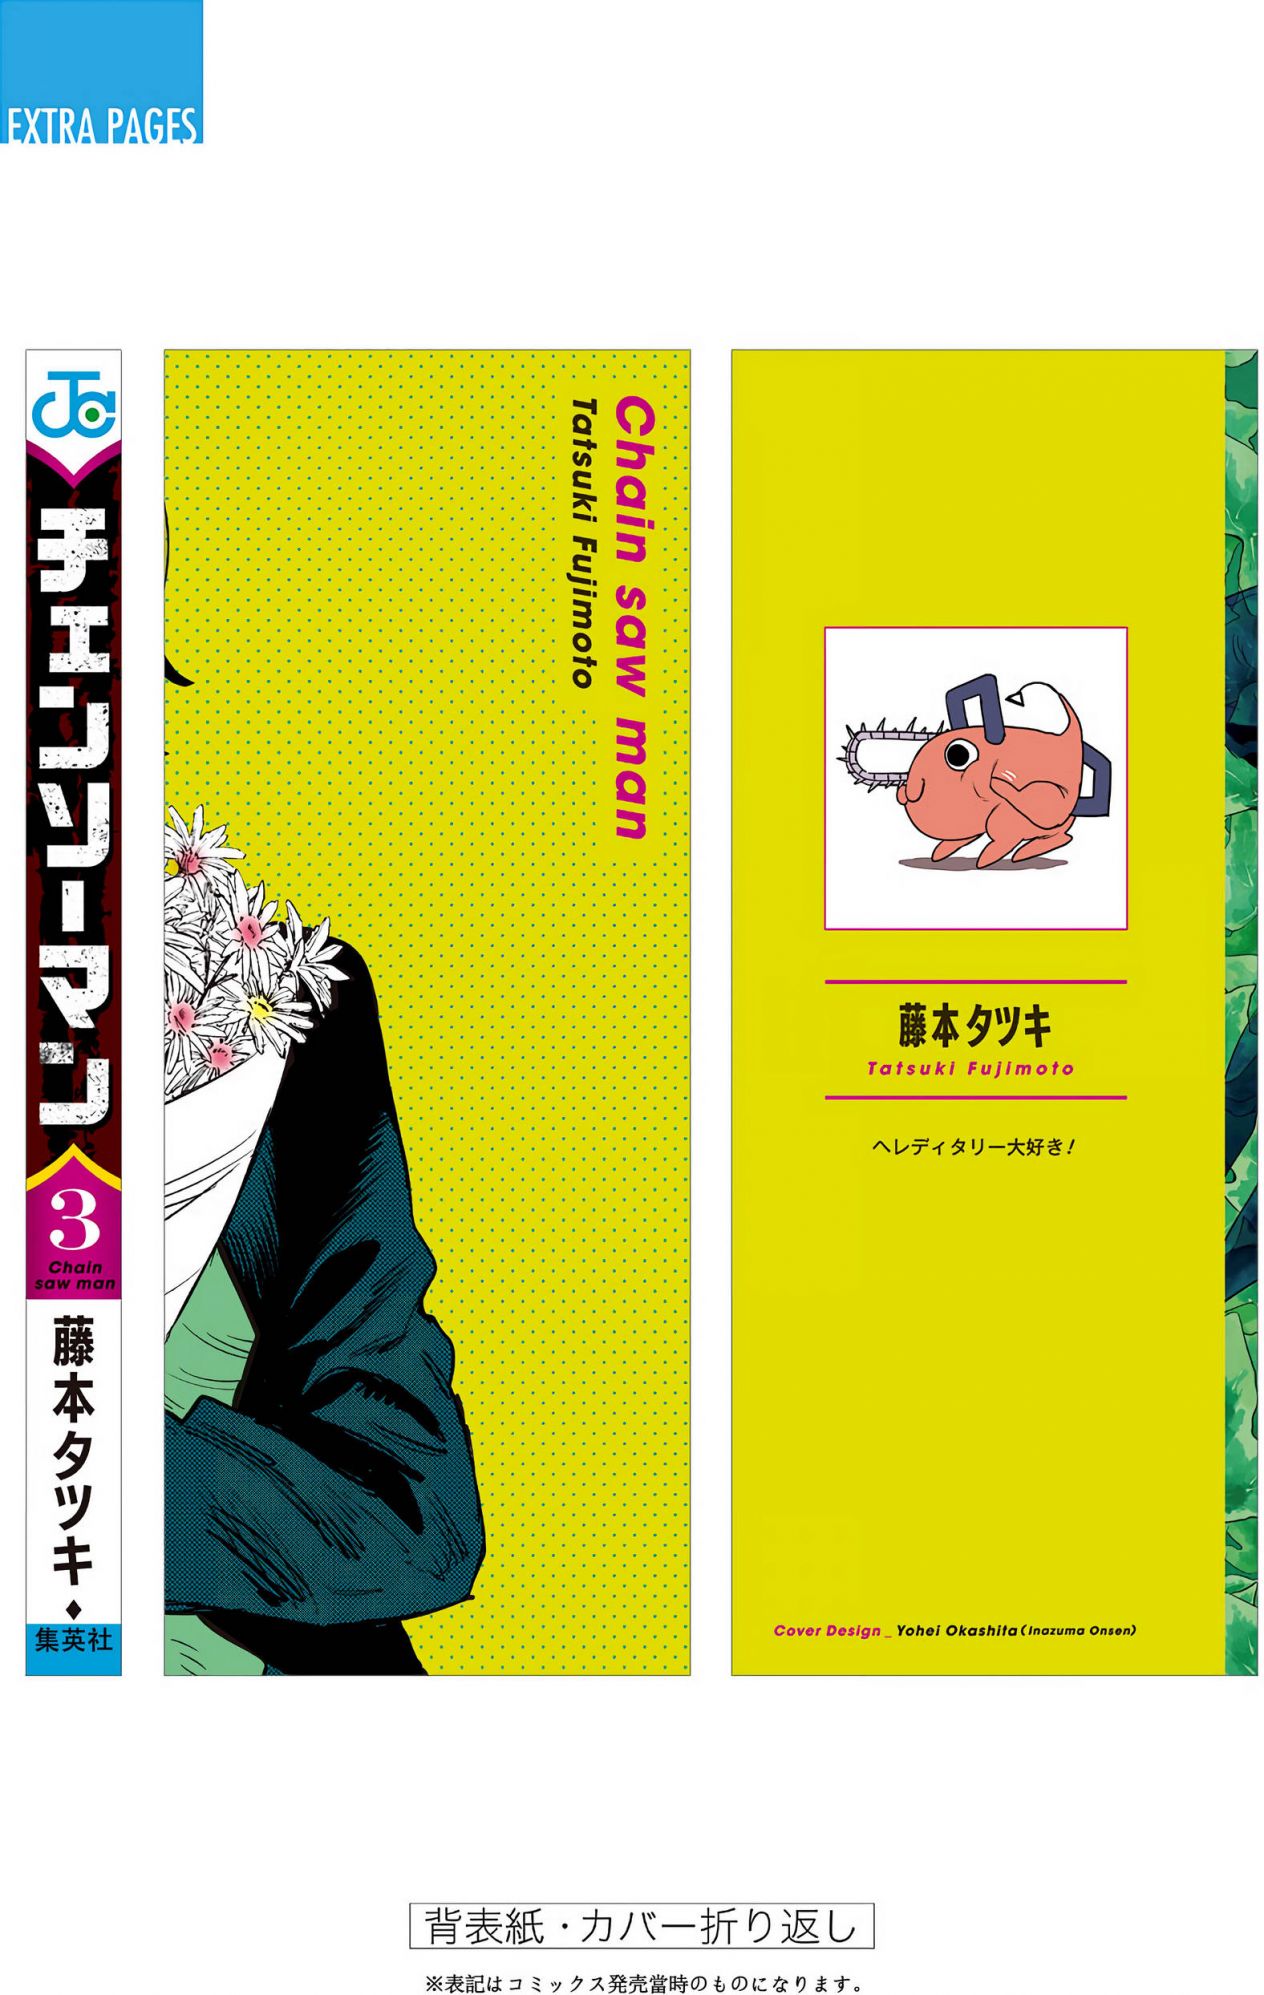 EXTRA PAGES
JC
チェンソーマン
3
Chain
saw man
藤本タツキ◆
集英社
Chain saw man
Tatsuki Fujimoto
藤本タツキ
Tatsuki Fujimoto
ヘレディタリー大好き!
Cover Design _ Yohei Okashita (Inazuma Onsen)
背表紙・カバー折り返し
※表記はコミックス発売當時のものになります。